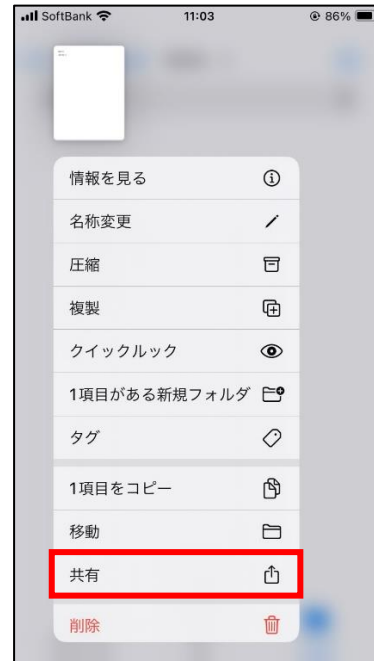 SoftBank 11:03 86%
情報を見る
名称変更
圧縮
複製
クイックルック
1項目がある新規フォルダ
タグ
1項目をコピー
移動
共有
削除